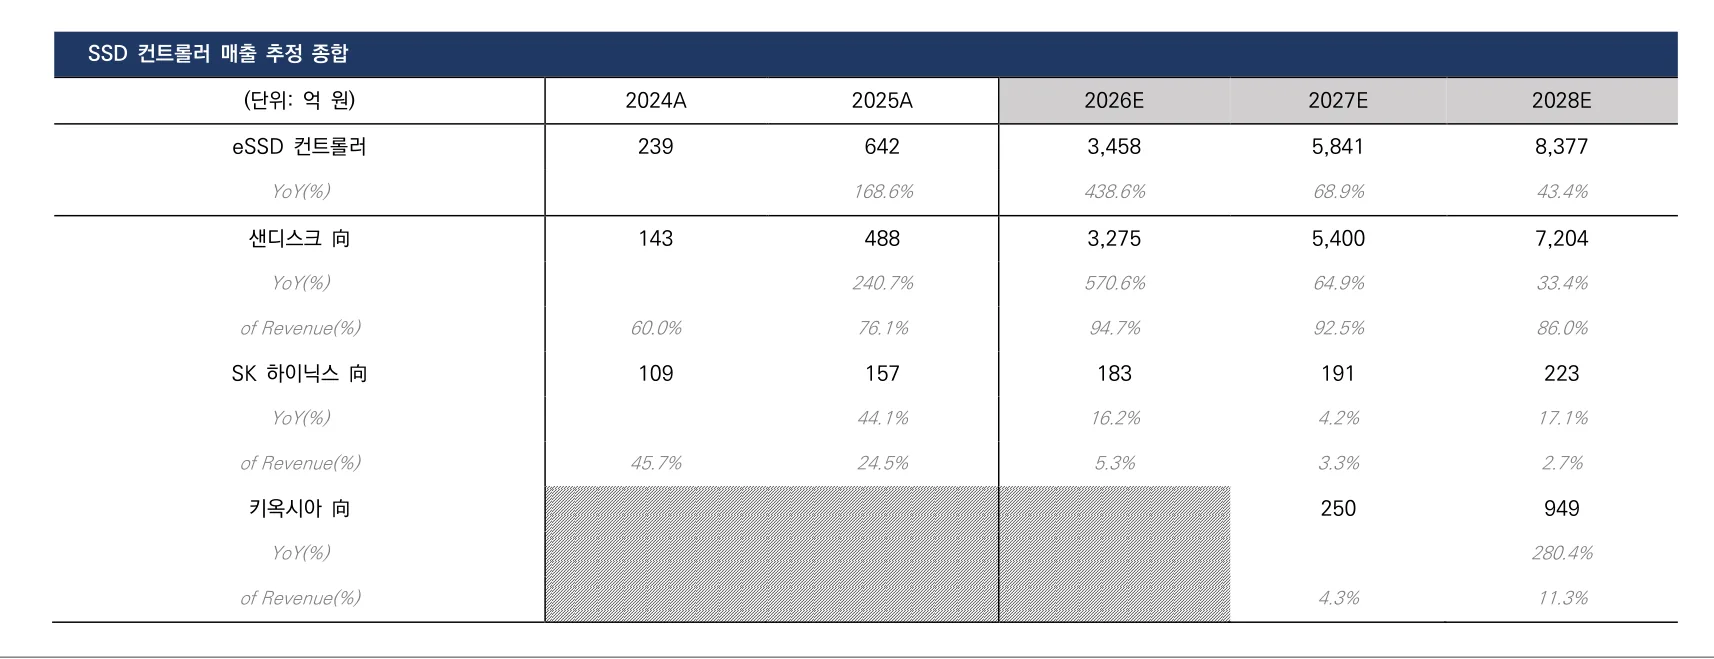 SSD 컨트롤러 매출 추정 종합
(단위: 억 원) 2024A 2025A 2026E 2027E 2028E
eSSD 컨트롤러 239 642 3,458 5,841 8,377
YoY(%) 168.6% 438.6% 68.9% 43.4%
샌디스크 向 143 488 3,275 5,400 7,204
YoY(%) 240.7% 570.6% 64.9% 33.4%
of Revenue(%) 60.0% 76.1% 94.7% 92.5% 86.0%
SK 하이닉스 向 109 157 183 191 223
YoY(%) 44.1% 16.2% 4.2% 17.1%
of Revenue(%) 45.7% 24.5% 5.3% 3.3% 2.7%
키옥시아 向 250 949
YoY(%) 280.4%
of Revenue(%) 4.3% 11.3%